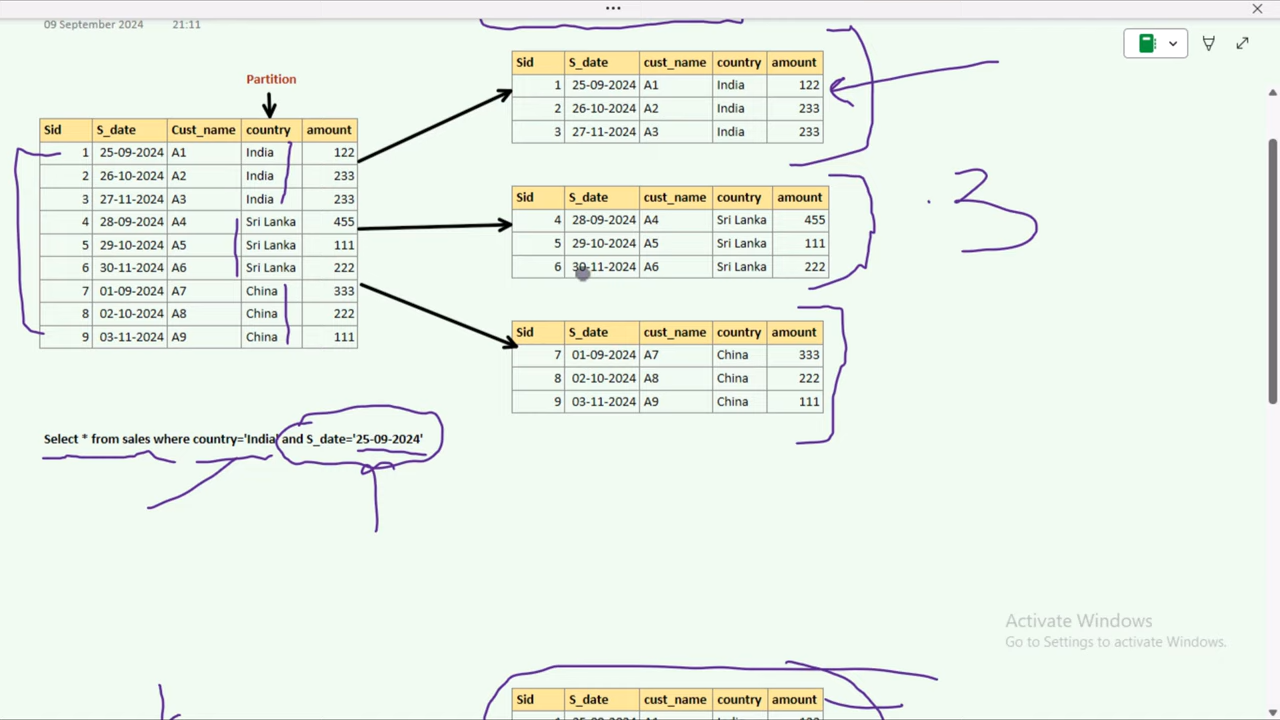 09 September 2024 21:11
Partition
Sid S_date Cust_name country amount
1 25-09-2024 A1 India 122
2 26-10-2024 A2 India 233
3 27-11-2024 A3 India 233
4 28-09-2024 A4 Sri Lanka 455
5 29-10-2024 A5 Sri Lanka 111
6 30-11-2024 A6 Sri Lanka 222
7 01-09-2024 A7 China 333
8 02-10-2024 A8 China 222
9 03-11-2024 A9 China 111
Sid S_date cust_name country amount
1 25-09-2024 A1 India 122
2 26-10-2024 A2 India 233
3 27-11-2024 A3 India 233
Sid S_date cust_name country amount
4 28-09-2024 A4 Sri Lanka 455
5 29-10-2024 A5 Sri Lanka 111
6 30-11-2024 A6 Sri Lanka 222
Sid S_date cust_name country amount
7 01-09-2024 A7 China 333
8 02-10-2024 A8 China 222
9 03-11-2024 A9 China 111
3
Select * from sales where country='India' and S_date='25-09-2024'
Activate Windows
Go to Settings to activate Windows.
Sid S_date cust_name country amount